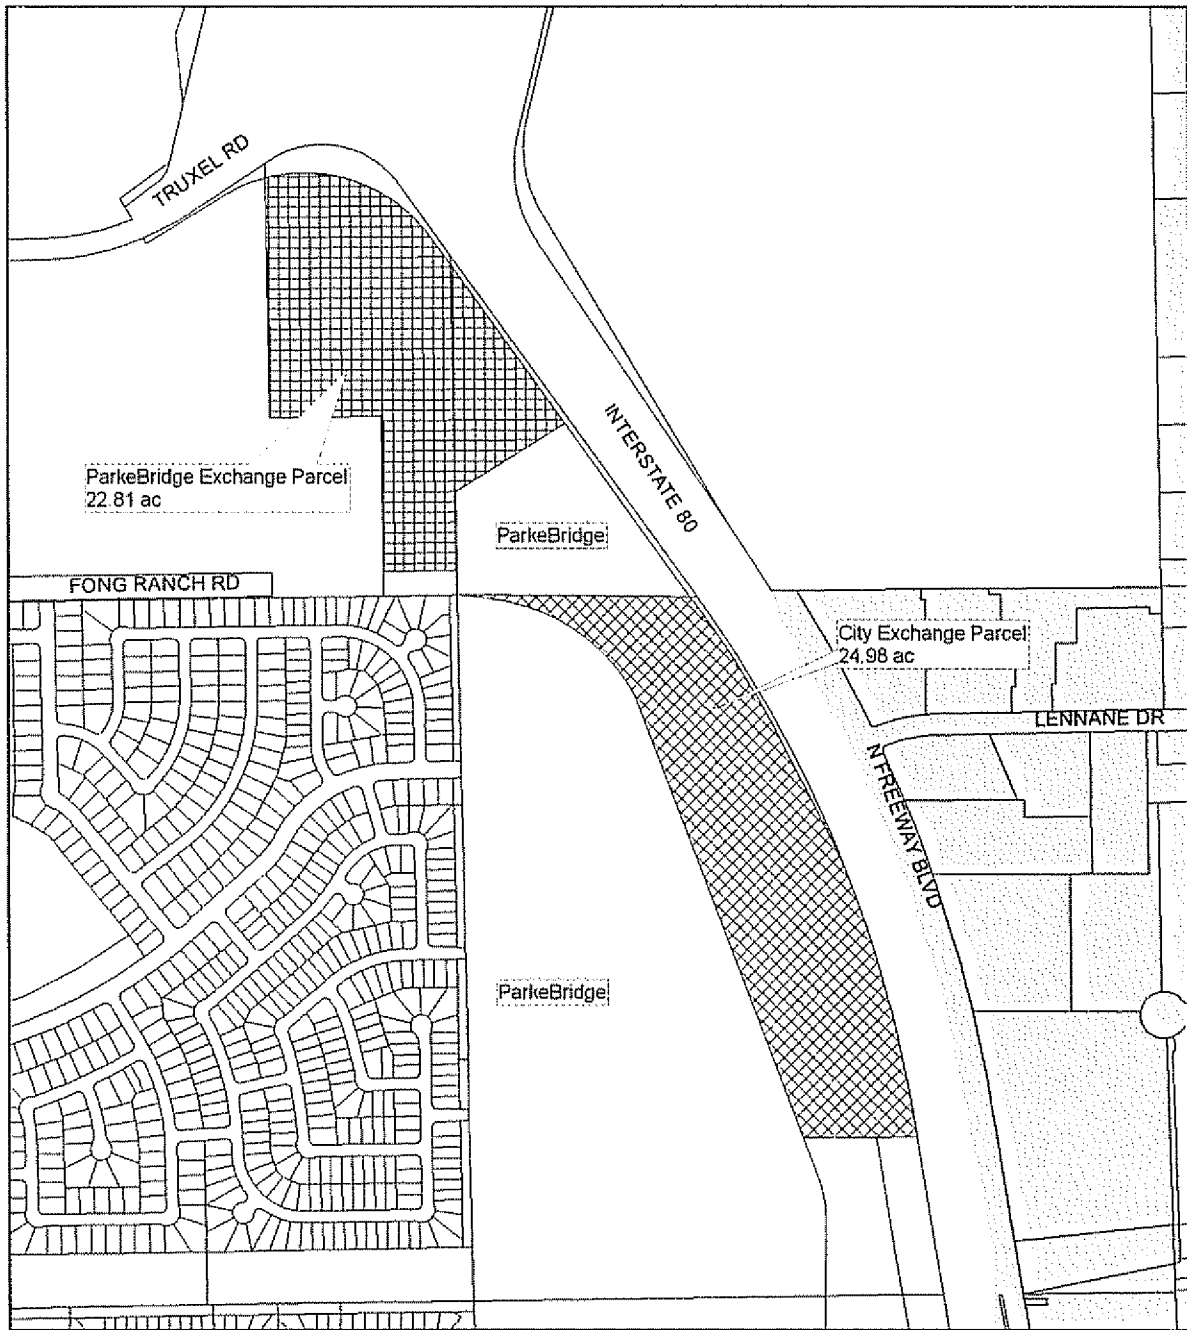 TRUXEL RD
INTERSTATE 80
ParkeBridge Exchange Parcel
22.81 ac
ParkeBridge
FONG RANCH RD
City Exchange Parcel
24.98 ac
LENNANE DR
N FREEWAY BLVD
ParkeBridge